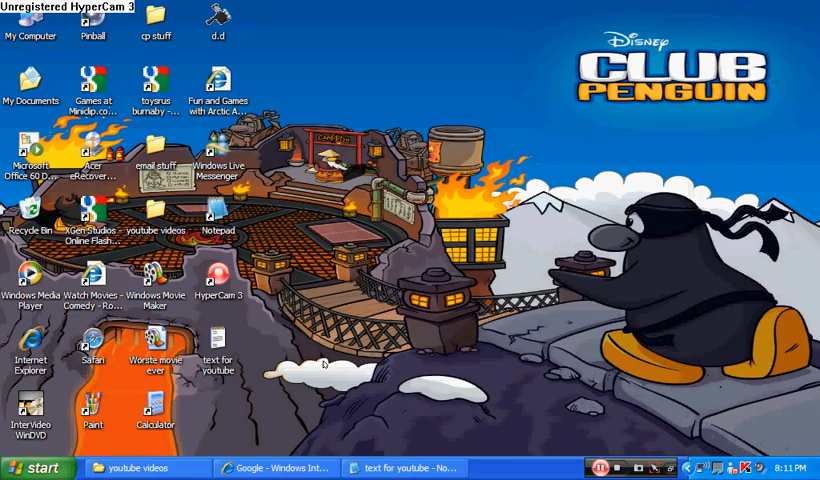 Unregistered HyperCam 3
My Computer
Pinball
cp stuff
d.d
Disney
CLUB
PENGUIN
My Documents
Games at
Miniclip.co...
toysrus
burnaby -...
Fun and Games
with Arctic A...
Microsoft
Office 60 D...
Acer
eRecover...
email stuff
Windows Live
Messenger
Recycle Bin
XGen Studios
Online Flash...
youtube videos
Notepad
Windows Media
Player
Watch Movies -
Comedy - Ro...
Windows Movie
Maker
HyperCam 3
Internet
Explorer
Safari
Worste movie
ever
text for
youtube
InterVideo
WinDVD
Paint
Calculator
start
youtube videos
Google - Windows Int...
text for youtube - No...
8:11 PM